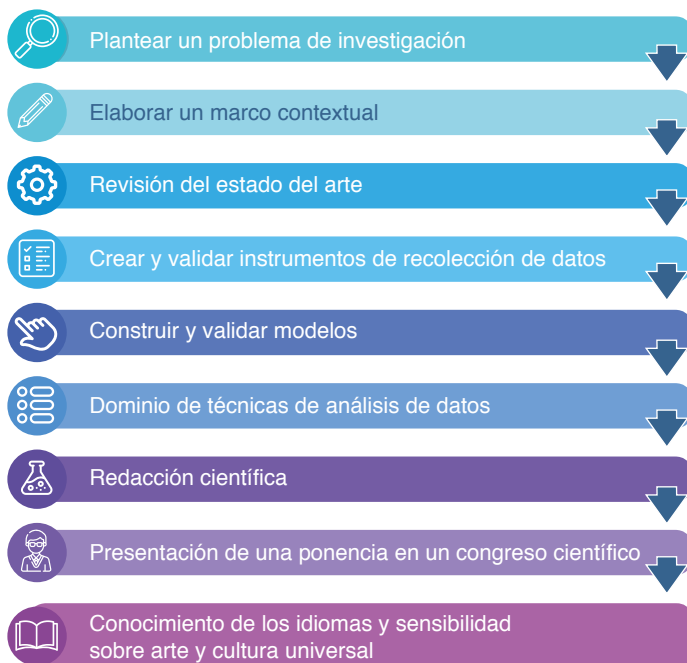 Plantear un problema de investigación
Elaborar un marco contextual
Revisión del estado del arte
Crear y validar instrumentos de recolección de datos
Construir y validar modelos
Dominio de técnicas de análisis de datos
Redacción científica
Presentación de una ponencia en un congreso científico
Conocimiento de los idiomas y sensibilidad
sobre arte y cultura universal